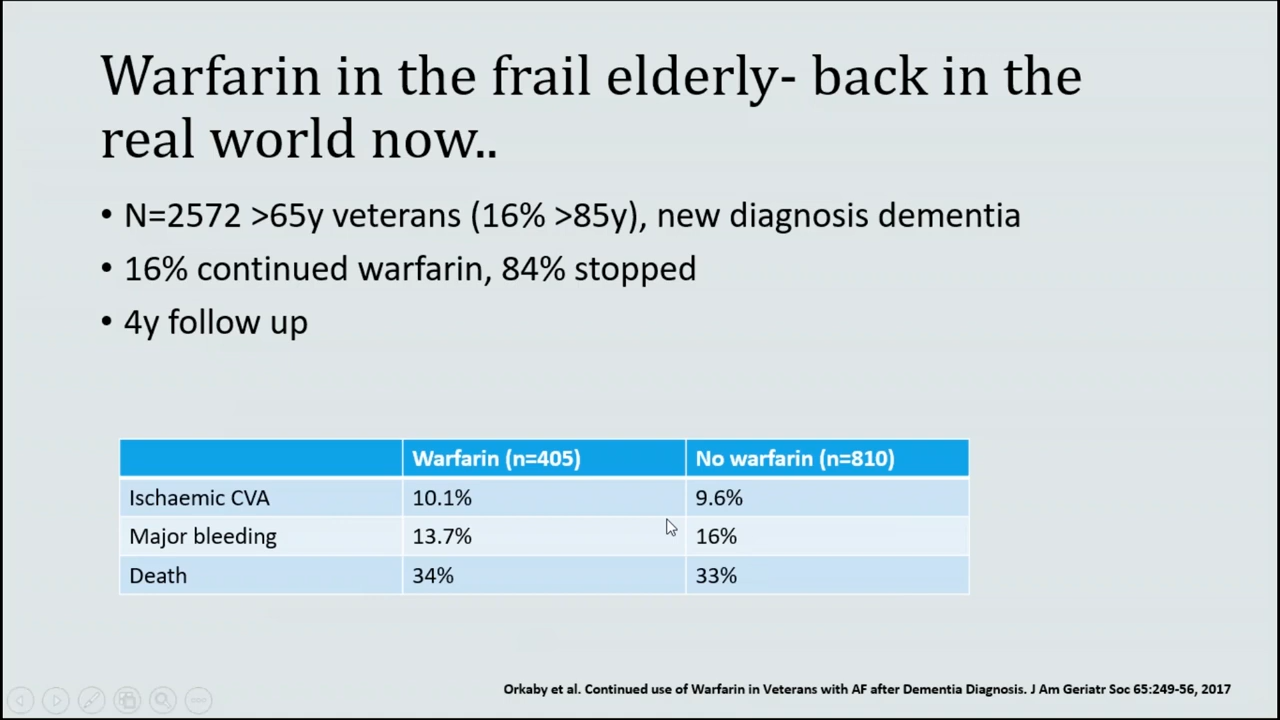 Warfarin in the frail elderly- back in the
real world now..
• N=2572 >65y veterans (16% >85y), new diagnosis dementia
• 16% continued warfarin, 84% stopped
• 4y follow up
Warfarin (n=405) No warfarin (n=810)
Ischaemic CVA 10.1% 9.6%
Major bleeding 13.7% 16%
Death 34% 33%
Orkaby et al. Continued use of Warfarin in Veterans with AF after Dementia Diagnosis. J Am Geriatr Soc 65:249-56, 2017